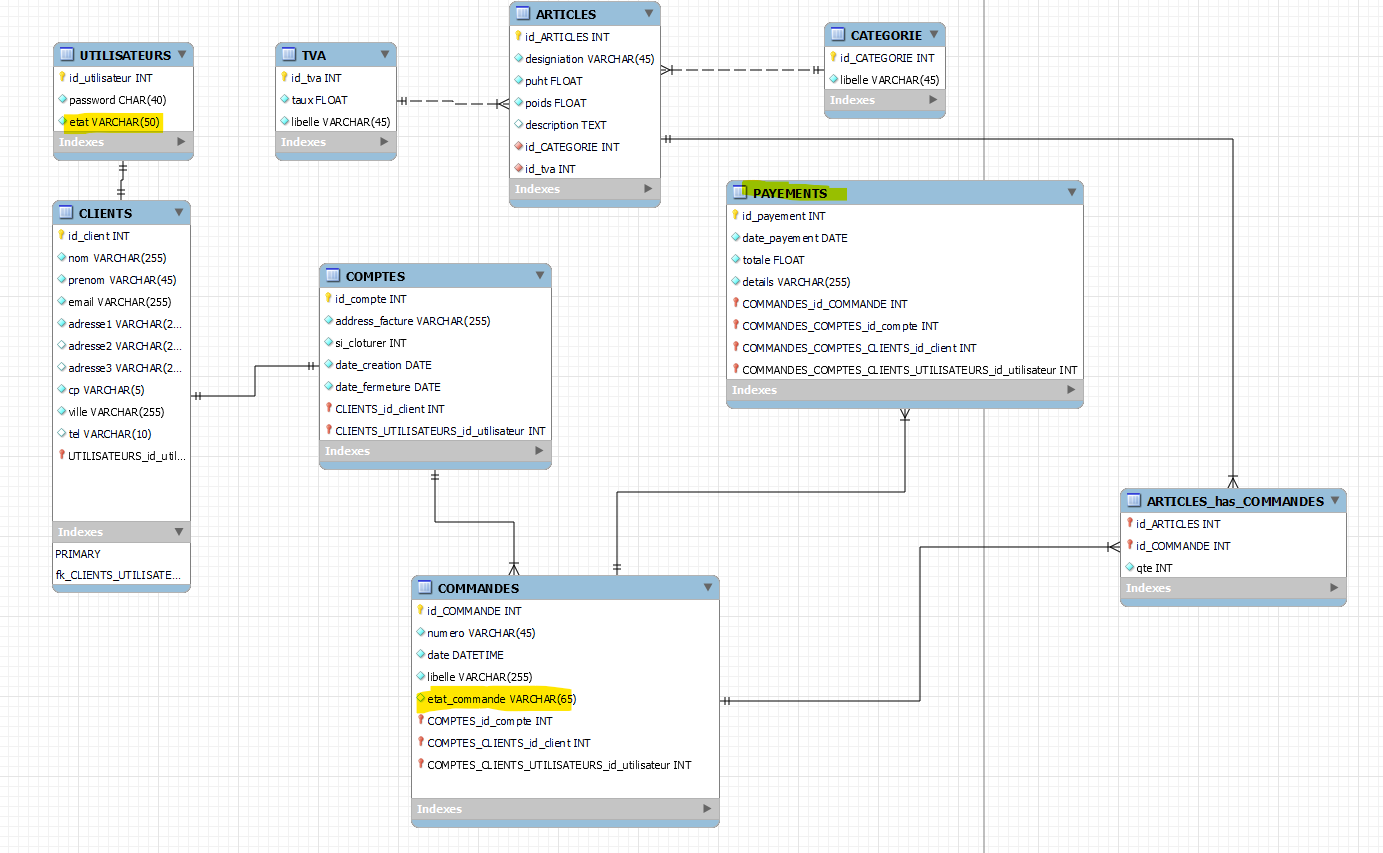 UTILISATEURS
id_utilisateur INT
password CHAR(40)
etat VARCHAR(50)
Indexes
TVA
id_tva INT
taux FLOAT
libelle VARCHAR(45)
Indexes
ARTICLES
id_ARTICLES INT
designiation VARCHAR(45)
puht FLOAT
poids FLOAT
description TEXT
id_CATEGORIE INT
id_tva INT
Indexes
CATEGORIE
id_CATEGORIE INT
libelle VARCHAR(45)
Indexes
CLIENTS
id_client INT
nom VARCHAR(255)
prenom VARCHAR(45)
email VARCHAR(255)
adresse1 VARCHAR(2...
adresse2 VARCHAR(2...
adresse3 VARCHAR(2...
cp VARCHAR(5)
ville VARCHAR(255)
tel VARCHAR(10)
UTILISATEURS_id_util...
Indexes
PRIMARY
fk_CLIENTS_UTILISATE...
COMPTES
id_compte INT
address_facture VARCHAR(255)
si_cloturer INT
date_creation DATE
date_fermeture DATE
CLIENTS_id_client INT
CLIENTS_UTILISATEURS_id_utilisateur INT
Indexes
PAYEMENTS
id_payement INT
date_payement DATE
totale FLOAT
details VARCHAR(255)
COMMANDES_id_COMMANDE INT
COMMANDES_COMPTES_id_compte INT
COMMANDES_COMPTES_CLIENTS_id_client INT
COMMANDES_COMPTES_CLIENTS_UTILISATEURS_id_utilisateur INT
Indexes
COMMANDES
id_COMMANDE INT
numero VARCHAR(45)
date DATETIME
libelle VARCHAR(255)
etat_commande VARCHAR(65)
COMPTES_id_compte INT
COMPTES_CLIENTS_id_client INT
COMPTES_CLIENTS_UTILISATEURS_id_utilisateur INT
Indexes
ARTICLES_has_COMMANDES
id_ARTICLES INT
id_COMMANDE INT
qte INT
Indexes